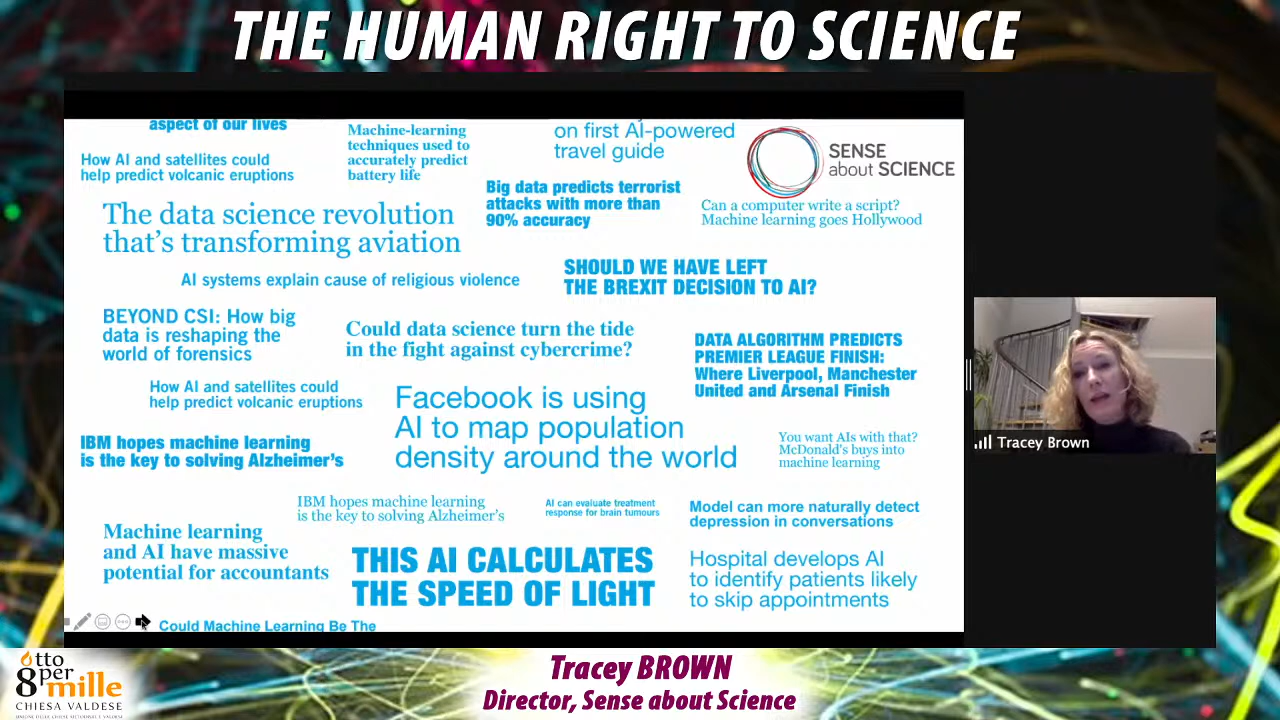 THE HUMAN RIGHT TO SCIENCE
aspect of our lives
How AI and satellites could
help predict volcanic eruptions
Machine-learning
techniques used to
accurately predict
battery life
on first AI-powered
travel guide
SENSE
about SCIENCE
Big data predicts terrorist
attacks with more than
90% accuracy
Can a computer write a script?
Machine learning goes Hollywood
The data science revolution
that's transforming aviation
AI systems explain cause of religious violence
SHOULD WE HAVE LEFT
THE BREXIT DECISION TO AI?
BEYOND CSI: How big
data is reshaping the
world of forensics
Could data science turn the tide
in the fight against cybercrime?
DATA ALGORITHM PREDICTS
PREMIER LEAGUE FINISH:
Where Liverpool, Manchester
United and Arsenal Finish
How AI and satellites could
help predict volcanic eruptions
Facebook is using
AI to map population
density around the world
IBM hopes machine learning
is the key to solving Alzheimer's
You want AIs with that?
McDonald's buys into
machine learning
Tracey Brown
IBM hopes machine learning
is the key to solving Alzheimer's
AI can evaluate treatment
response for brain tumours
Model can more naturally detect
depression in conversations
Machine learning
and AI have massive
potential for accountants
THIS AI CALCULATES
THE SPEED OF LIGHT
Hospital develops AI
to identify patients likely
to skip appointments
Could Machine Learning Be The
otto
per
8 mille
CHIESA VALDESE
UNIONE DELLE CHIESE METODISTE E VALDESI
Tracey BROWN
Director, Sense about Science